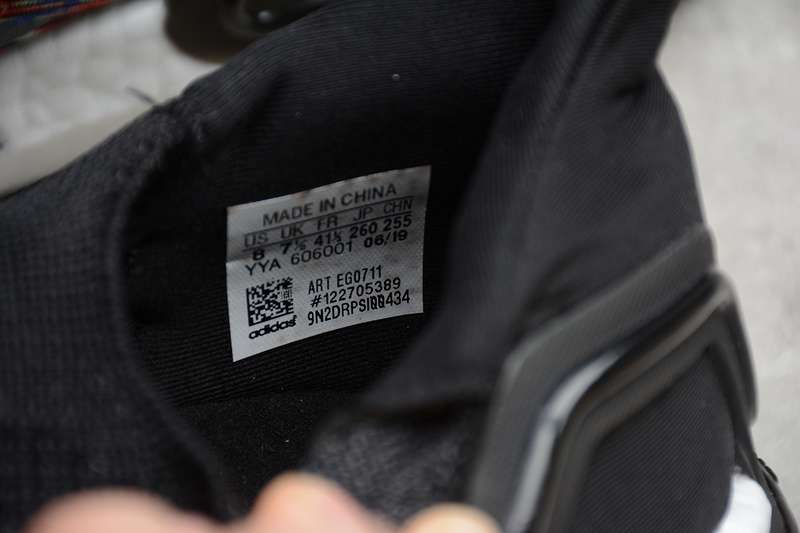 MADE IN CHINA
US UK FR JP CHN
8 7½ 41⅓ 260 255
YYA 606001 06/19
ART EG0711
#122705389
9N2DRPSIQQ434
adidas